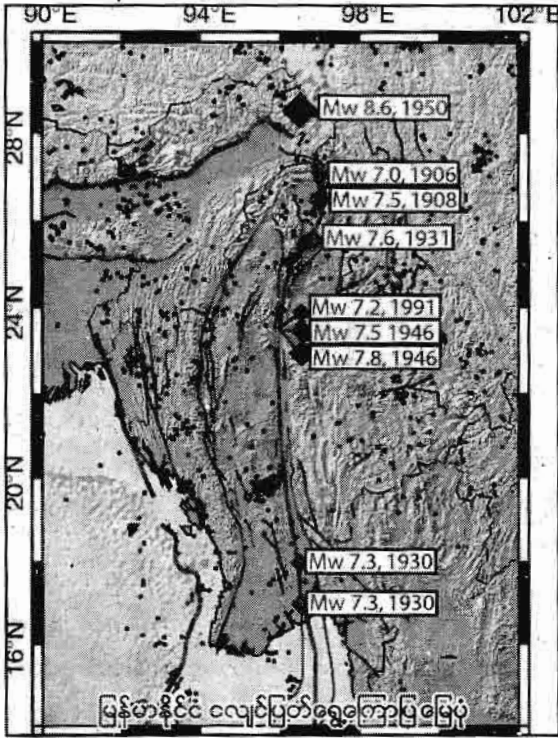 90°E
94°E
98°E
102°E
28°N
24°N
20°N
16°N
Mw 8.6, 1950
Mw 7.0, 1906
Mw 7.5, 1908
Mw 7.6, 1931
Mw 7.2, 1991
Mw 7.5 1946
Mw 7.8, 1946
Mw 7.3, 1930
Mw 7.3, 1930
မြန်မာနိုင်ငံ ငလျင်ပြတ်ရွေ့ကြောပြမြေပုံ